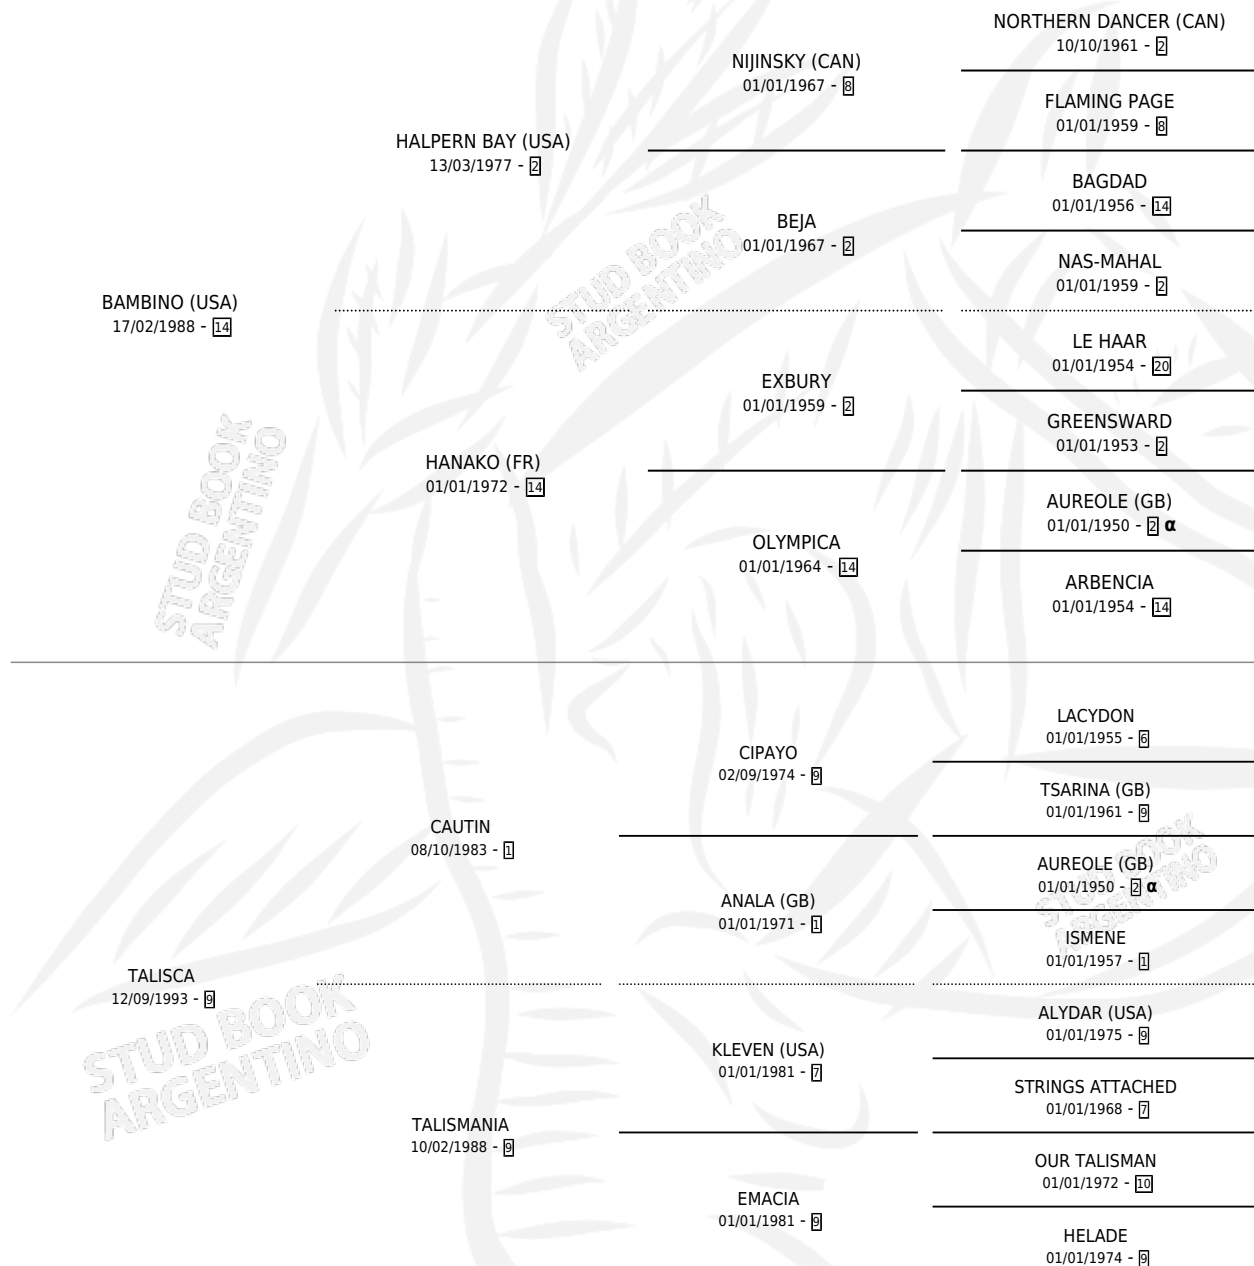 NORTHERN DANCER (CAN)
10/10/1961 - 2
NIJINSKY (CAN)
01/01/1967 - 8
FLAMING PAGE
01/01/1959 - 8
HALPERN BAY (USA)
13/03/1977 - 2
BAGDAD
01/01/1956 - 14
BEJA
01/01/1967 - 2
NAS-MAHAL
01/01/1959 - 2
BAMBINO (USA)
17/02/1988 - 14
LE HAAR
01/01/1954 - 20
EXBURY
01/01/1959 - 2
GREENSWARD
01/01/1953 - 2
HANAKO (FR)
01/01/1972 - 14
AUREOLE (GB)
01/01/1950 - 2 α
OLYMPICA
01/01/1964 - 14
ARBENCIA
01/01/1954 - 14
LACYDON
01/01/1955 - 6
CIPAYO
02/09/1974 - 9
TSARINA (GB)
01/01/1961 - 9
CAUTIN
08/10/1983 - 1
AUREOLE (GB)
01/01/1950 - 2 α
ANALA (GB)
01/01/1971 - 1
ISMENE
01/01/1957 - 1
TALISCA
12/09/1993 - 9
ALYDAR (USA)
01/01/1975 - 9
KLEVEN (USA)
01/01/1981 - 7
STRINGS ATTACHED
01/01/1968 - 7
TALISMANIA
10/02/1988 - 9
OUR TALISMAN
01/01/1972 - 10
EMACIA
01/01/1981 - 9
HELADE
01/01/1974 - 9
STUD BOOK
ARGENTINO
STUD BOOK
ARGENTINO
STUD BOOK
ARGENTINO
STUD BOOK
ARGENTINO